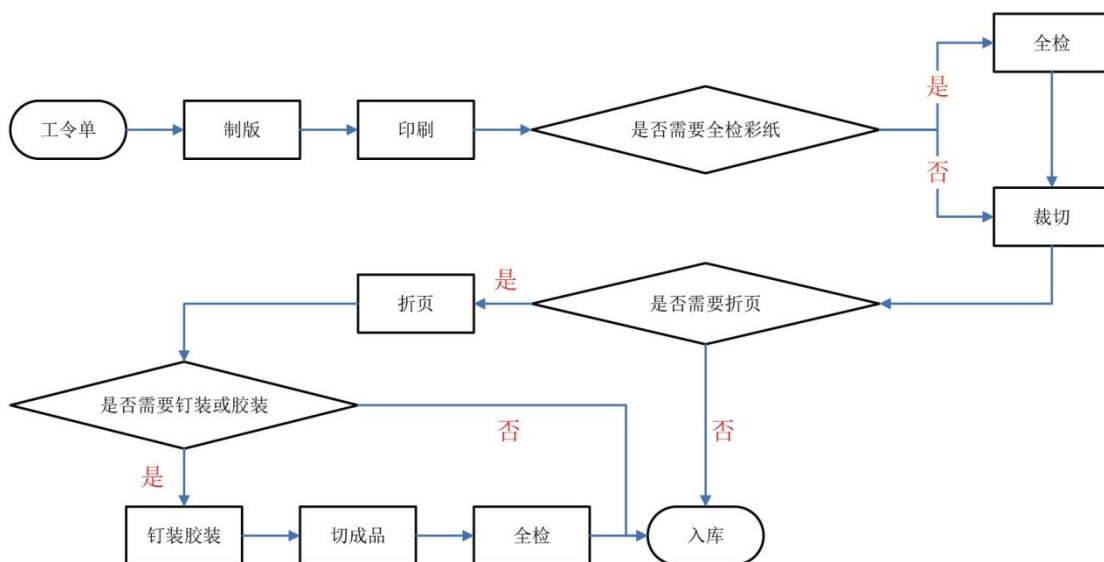 工令单
制版
印刷
是否需要全检彩纸
是
全检
否
裁切
是否需要折页
是
折页
否
是否需要钉装或胶装
否
是
钉装胶装
切成品
全检
入库